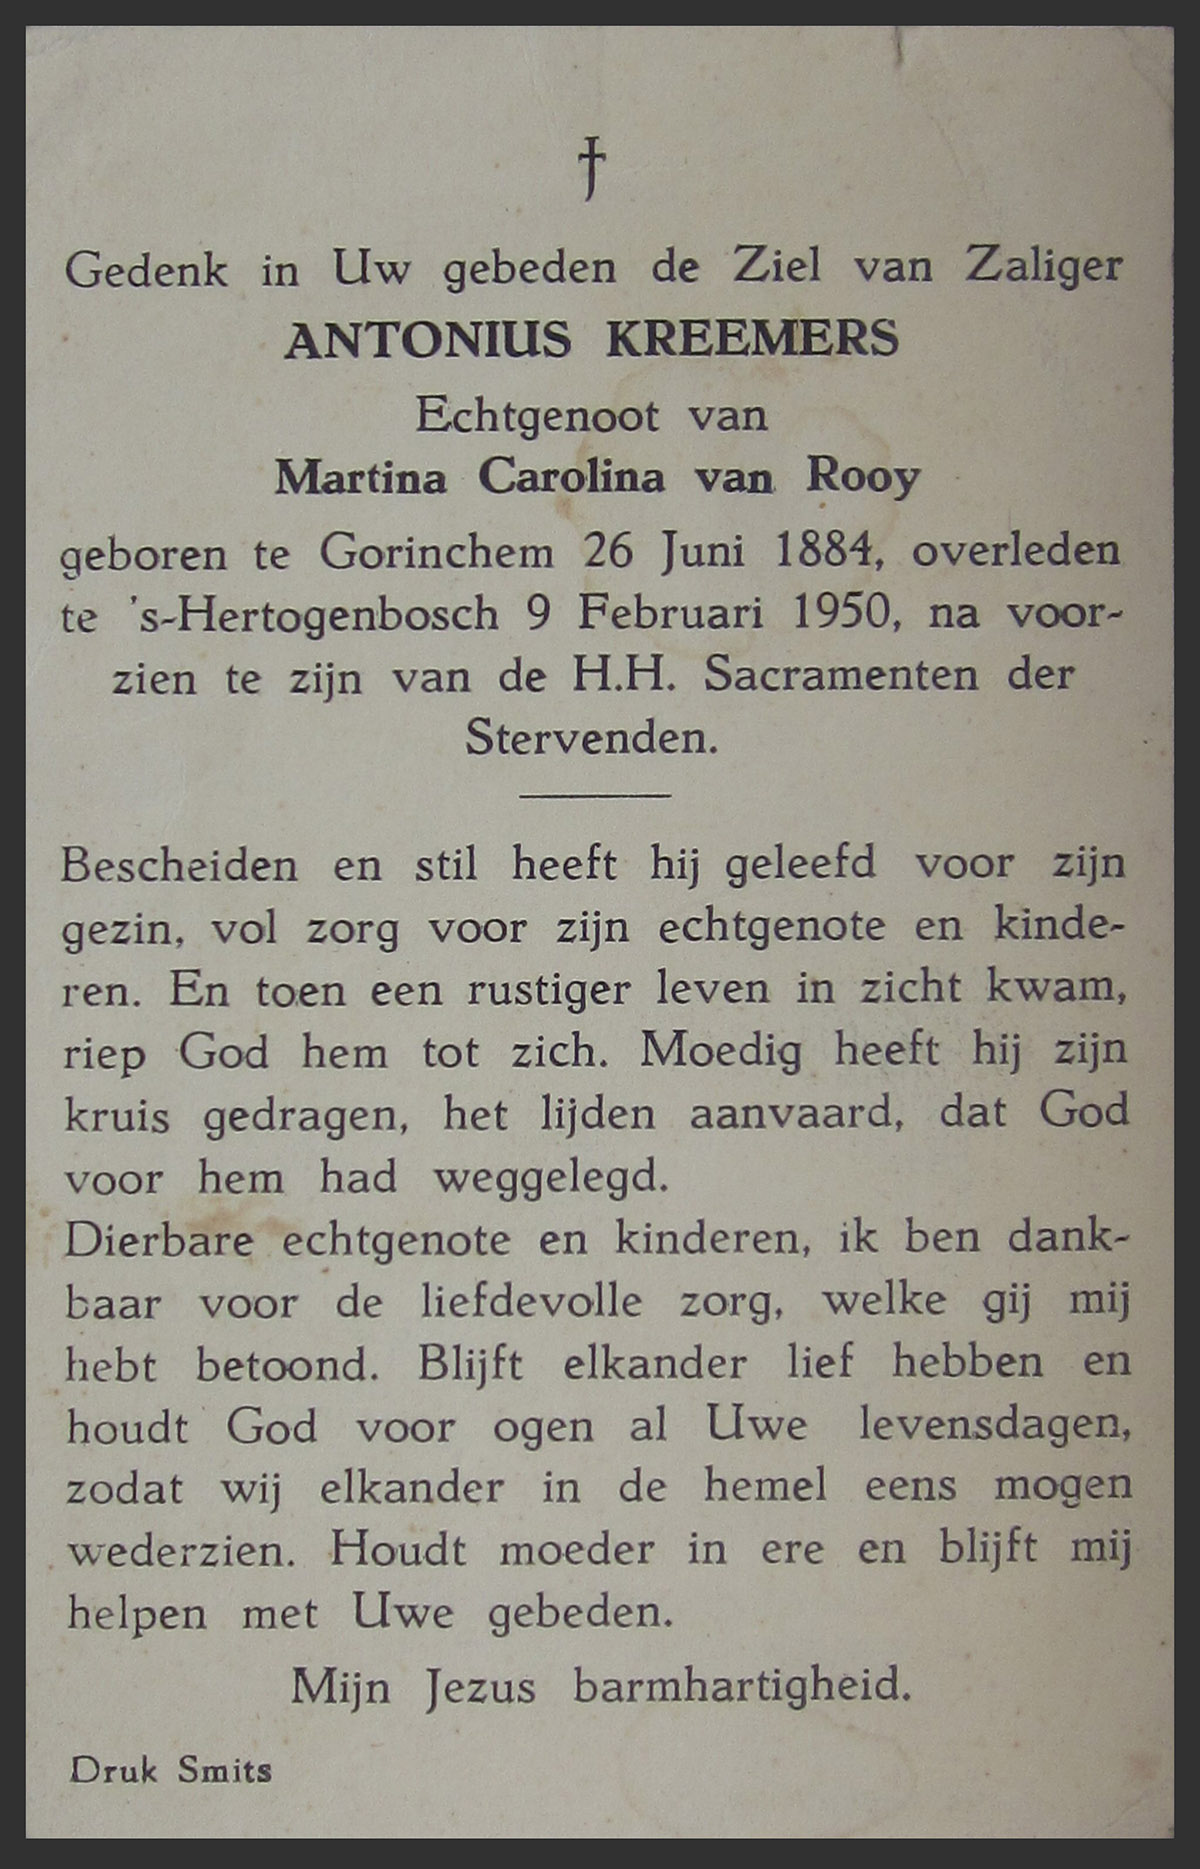 Gedenk in Uw gebeden de Ziel van Zaliger
ANTONIUS KREEMERS
Echtgenoot van
Martina Carolina van Rooy
geboren te Gorinchem 26 Juni 1884, overleden
te 's-Hertogenbosch 9 Februari 1950, na voor-
zien te zijn van de H.H. Sacramenten der
Stervenden.
Bescheiden en stil heeft hij geleefd voor zijn
gezin, vol zorg voor zijn echtgenote en kinde-
ren. En toen een rustiger leven in zicht kwam,
riep God hem tot zich. Moedig heeft hij zijn
kruis gedragen, het lijden aanvaard, dat God
voor hem had weggelegd.
Dierbare echtgenote en kinderen, ik ben dank-
baar voor de liefdevolle zorg, welke gij mij
hebt betoond. Blijft elkander lief hebben en
houdt God voor ogen al Uwe levensdagen,
zodat wij elkander in de hemel eens mogen
wederzien. Houdt moeder in ere en blijft mij
helpen met Uwe gebeden.
Mijn Jezus barmhartigheid.
Druk Smits